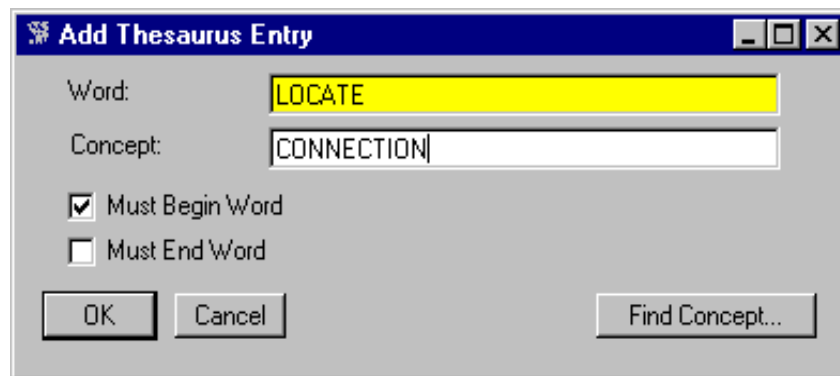 Add Thesaurus Entry
Word: LOCATE
Concept: CONNECTION
Must Begin Word
Must End Word
OK Cancel Find Concept...